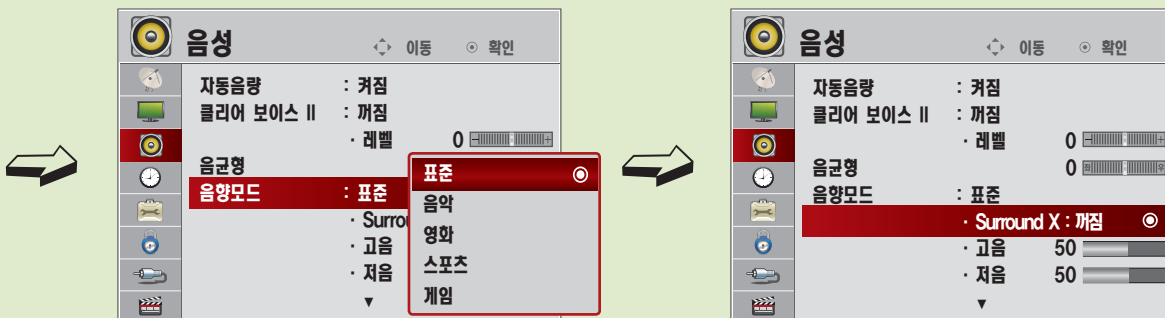 음성 이동 확인
자동음량 : 켜짐
클리어 보이스 II : 꺼짐
· 레벨 0 - +
음균형
음향모드 : 표준
· Surrou
· 고음
· 저음
▼
표준
음악
영화
스포츠
게임
음성 이동 확인
자동음량 : 켜짐
클리어 보이스 II : 꺼짐
· 레벨 0 - +
음균형 0 좌 우
음향모드 : 표준
· Surround X : 꺼짐
· 고음 50
· 저음 50
▼